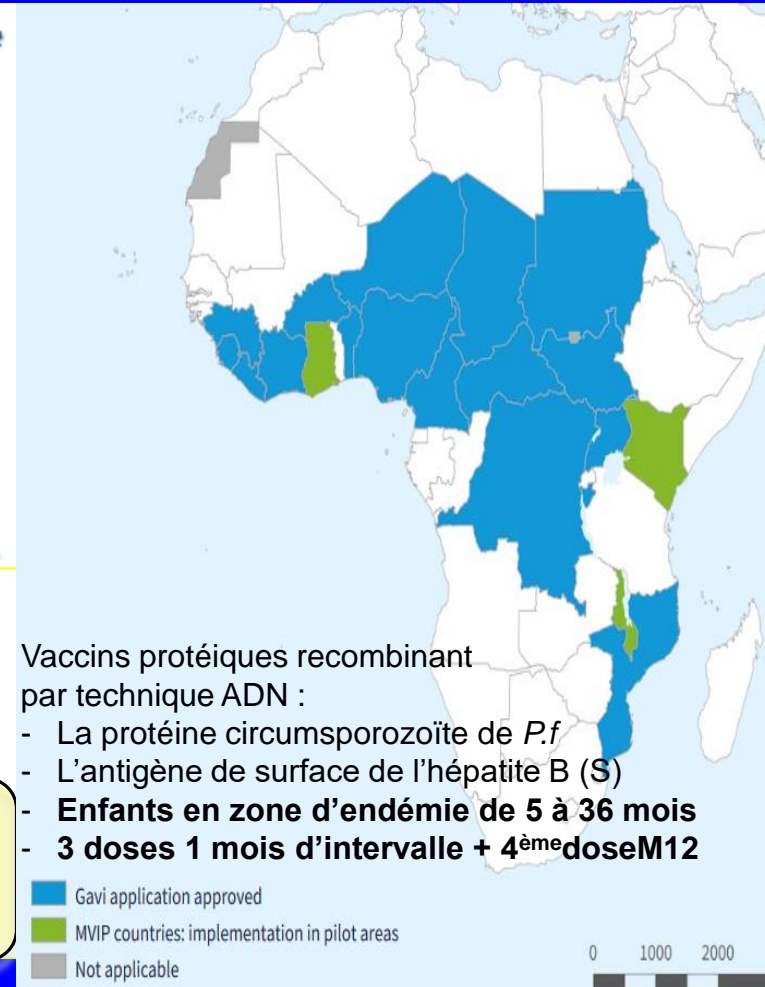 Vaccins protéiques recombinant
par technique ADN :
- La protéine circumsporozoïte de P.f
- L'antigène de surface de l'hépatite B (S)
- Enfants en zone d'endémie de 5 à 36 mois
- 3 doses 1 mois d'intervalle + 4èmedoseM12
Gavi application approved
MVIP countries: implementation in pilot areas
Not applicable
0 1000 2000